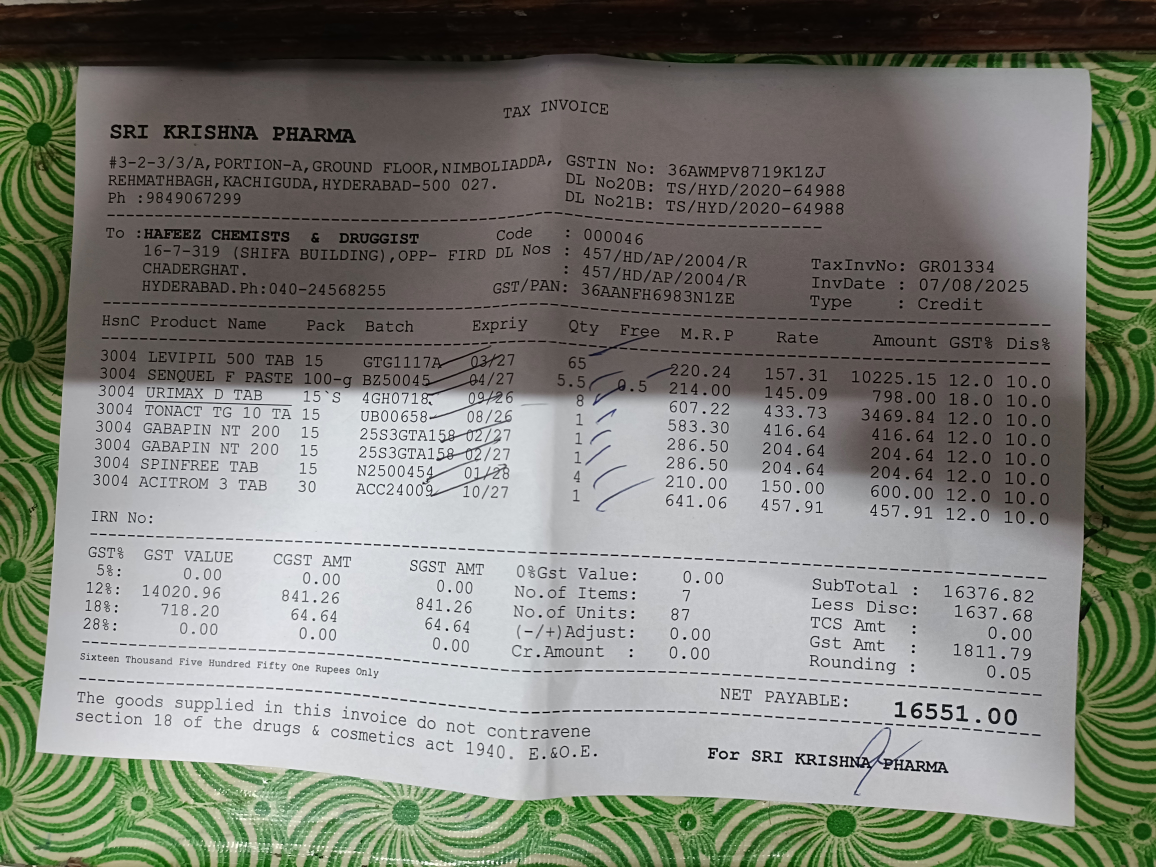 TAX INVOICE
SRI KRISHNA PHARMA
#3-2-3/3/A,PORTION-A,GROUND FLOOR,NIMBOLIADDA, GSTIN No: 36AWMPV8719K1ZJ
REHMATHBAGH,KACHIGUDA,HYDERABAD-500 027. DL No20B: TS/HYD/2020-64988
Ph :9849067299 DL No21B: TS/HYD/2020-64988
To :HAFEEZ CHEMISTS & DRUGGIST Code : 000046
16-7-319 (SHIFA BUILDING),OPP- FIRD DL Nos : 457/HD/AP/2004/R TaxInvNo: GR01334
CHADERGHAT. : 457/HD/AP/2004/R InvDate : 07/08/2025
HYDERABAD.Ph:040-24568255 GST/PAN: 36AANFH6983N1ZE Type : Credit
HsnC Product Name Pack Batch Expriy Qty Free M.R.P Rate Amount GST% Dis%
3004 LEVIPIL 500 TAB 15 GTG1117A 03/27 65 220.24 157.31 10225.15 12.0 10.0
3004 SENQUEL F PASTE 100-g BZ50045 04/27 5.5 0.5 214.00 145.09 798.00 18.0 10.0
3004 URIMAX D TAB 15`S 4GH0718 09/26 8 607.22 433.73 3469.84 12.0 10.0
3004 TONACT TG 10 TA 15 UB00658 08/26 1 583.30 416.64 416.64 12.0 10.0
3004 GABAPIN NT 200 15 25S3GTA158 02/27 1 286.50 204.64 204.64 12.0 10.0
3004 GABAPIN NT 200 15 25S3GTA158 02/27 1 286.50 204.64 204.64 12.0 10.0
3004 SPINFREE TAB 15 N2500454 01/28 4 210.00 150.00 600.00 12.0 10.0
3004 ACITROM 3 TAB 30 ACC24009 10/27 1 641.06 457.91 457.91 12.0 10.0
IRN No:
GST% GST VALUE CGST AMT SGST AMT 0%Gst Value: 0.00 SubTotal : 16376.82
5%: 0.00 0.00 0.00 No.of Items: 7 Less Disc: 1637.68
12%: 14020.96 841.26 841.26 No.of Units: 87 TCS Amt : 0.00
18%: 718.20 64.64 64.64 (-/+)Adjust: 0.00 Gst Amt : 1811.79
28%: 0.00 0.00 0.00 Cr.Amount : 0.00 Rounding : 0.05
Sixteen Thousand Five Hundred Fifty One Rupees Only
NET PAYABLE: 16551.00
The goods supplied in this invoice do not contravene
section 18 of the drugs & cosmetics act 1940. E.&O.E.
For SRI KRISHNA PHARMA